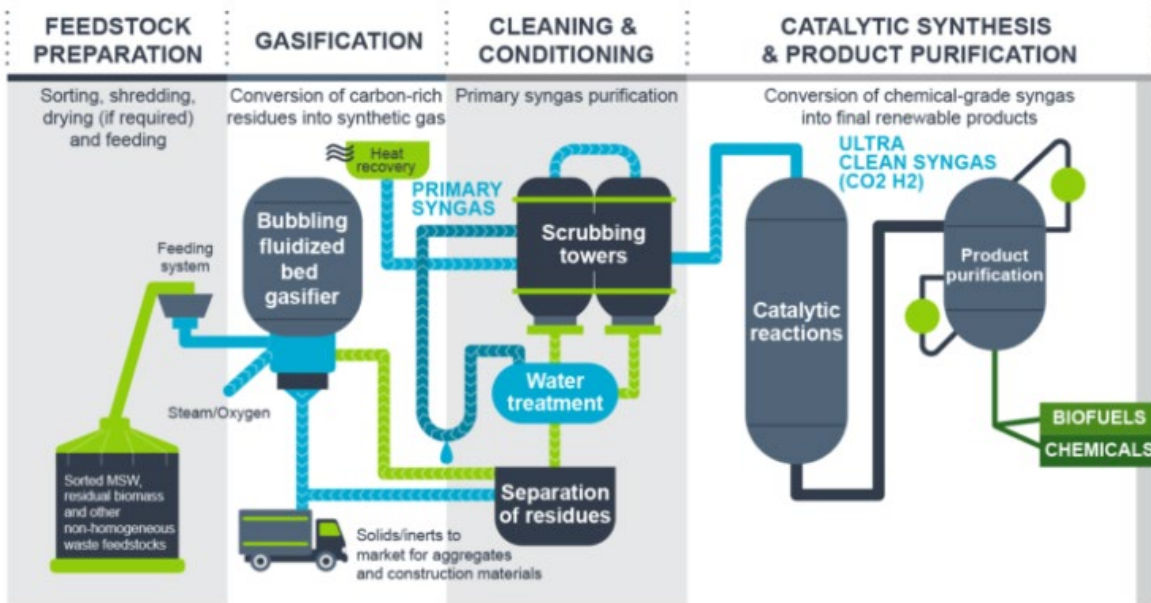 FEEDSTOCK
PREPARATION
GASIFICATION
CLEANING &
CONDITIONING
CATALYTIC SYNTHESIS
& PRODUCT PURIFICATION
Sorting, shredding,
drying (if required)
and feeding
Conversion of carbon-rich
residues into synthetic gas
Primary syngas purification
Conversion of chemical-grade syngas
into final renewable products
Heat
recovery
PRIMARY
SYNGAS
ULTRA
CLEAN SYNGAS
(CO2 H2)
Bubbling
fluidized
bed
gasifier
Scrubbing
towers
Feeding
system
Product
purification
Catalytic
reactions
Water
treatment
Steam/Oxygen
BIOFUELS
CHEMICALS
Sorted MSW,
residual biomass
and other
non-homogeneous
waste feedstocks
Separation
of residues
Solids/inerts to
market for aggregates
and construction materials